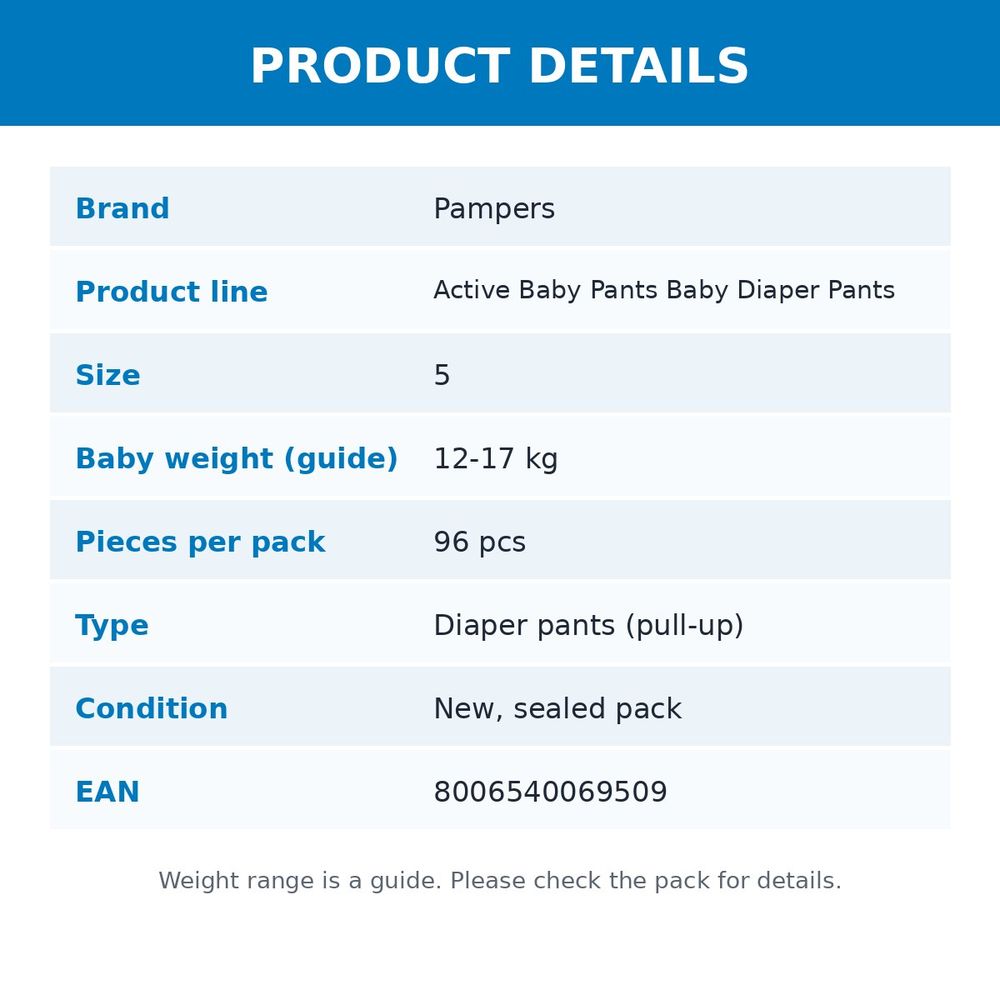 PRODUCT DETAILS
Brand Pampers
Product line Active Baby Pants Baby Diaper Pants
Size 5
Baby weight (guide) 12-17 kg
Pieces per pack 96 pcs
Type Diaper pants (pull-up)
Condition New, sealed pack
EAN 8006540069509
Weight range is a guide. Please check the pack for details.